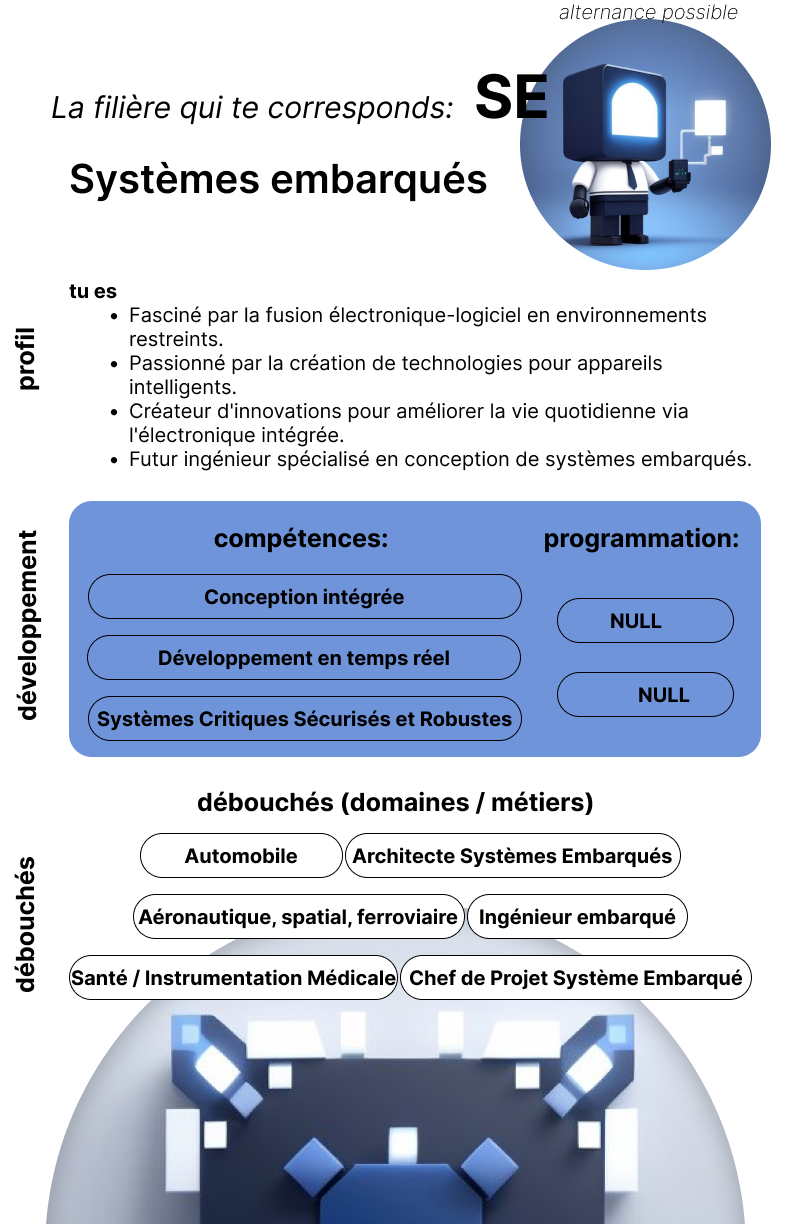 alternance possible
La filière qui te corresponds: SE
Systèmes embarqués
profil
tu es
• Fasciné par la fusion électronique-logiciel en environnements
restreints.
• Passionné par la création de technologies pour appareils
intelligents.
• Créateur d'innovations pour améliorer la vie quotidienne via
l'électronique intégrée.
• Futur ingénieur spécialisé en conception de systèmes embarqués.
développement
compétences:
Conception intégrée
Développement en temps réel
Systèmes Critiques Sécurisés et Robustes
programmation:
NULL
NULL
débouchés
débouchés (domaines / métiers)
Automobile
Architecte Systèmes Embarqués
Aéronautique, spatial, ferroviaire
Ingénieur embarqué
Santé / Instrumentation Médicale
Chef de Projet Système Embarqué